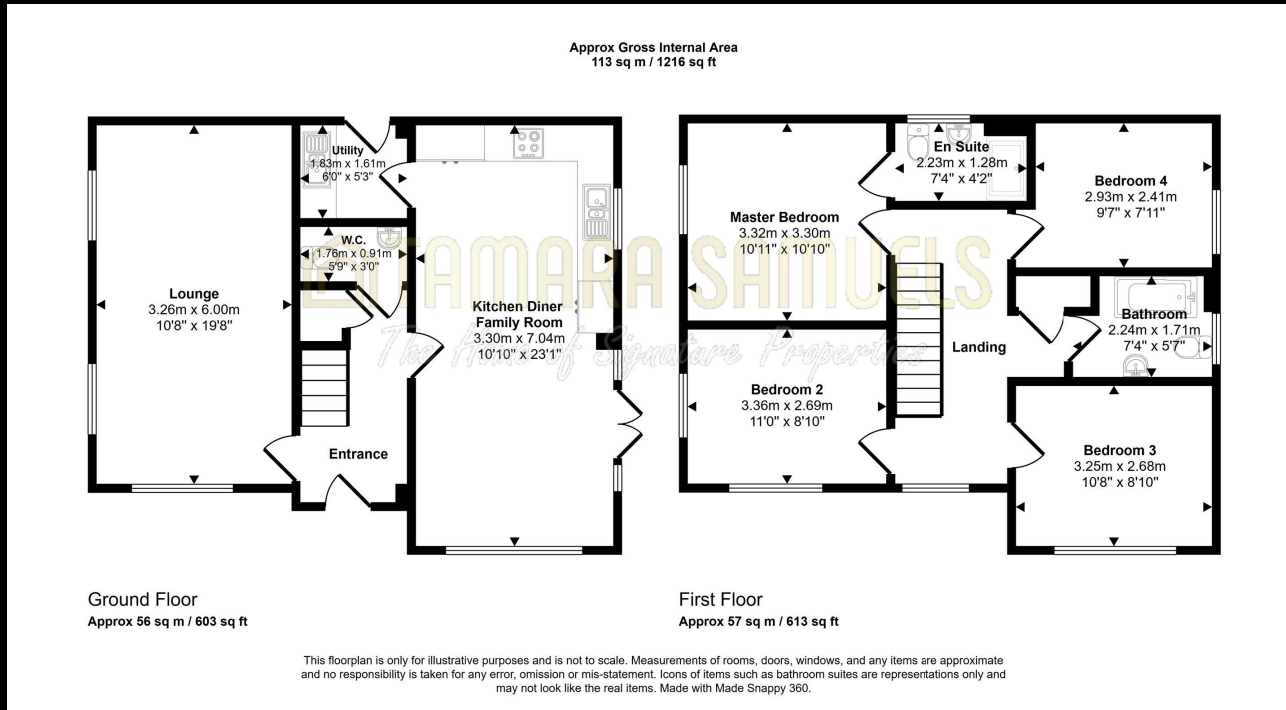 Approx Gross Internal Area
113 sq m / 1216 sq ft
Utility
1.83m x 1.61m
6'0" x 5'3"
W.C.
1.76m x 0.91m
5'9" x 3'0"
Lounge
3.26m x 6.00m
10'8" x 19'8"
Kitchen Diner
Family Room
3.30m x 7.04m
10'10" x 23'1"
Entrance
En Suite
2.23m x 1.28m
7'4" x 4'2"
Master Bedroom
3.32m x 3.30m
10'11" x 10'10"
Bedroom 4
2.93m x 2.41m
9'7" x 7'11"
Bathroom
2.24m x 1.71m
7'4" x 5'7"
Landing
Bedroom 2
3.36m x 2.69m
11'0" x 8'10"
Bedroom 3
3.25m x 2.68m
10'8" x 8'10"
TAMARA SAMUELS
The Home of Signature Properties
Ground Floor
Approx 56 sq m / 603 sq ft
First Floor
Approx 57 sq m / 613 sq ft
This floorplan is only for illustrative purposes and is not to scale. Measurements of rooms, doors, windows, and any items are approximate
and no responsibility is taken for any error, omission or mis-statement. Icons of items such as bathroom suites are representations only and
may not look like the real items. Made with Made Snappy 360.